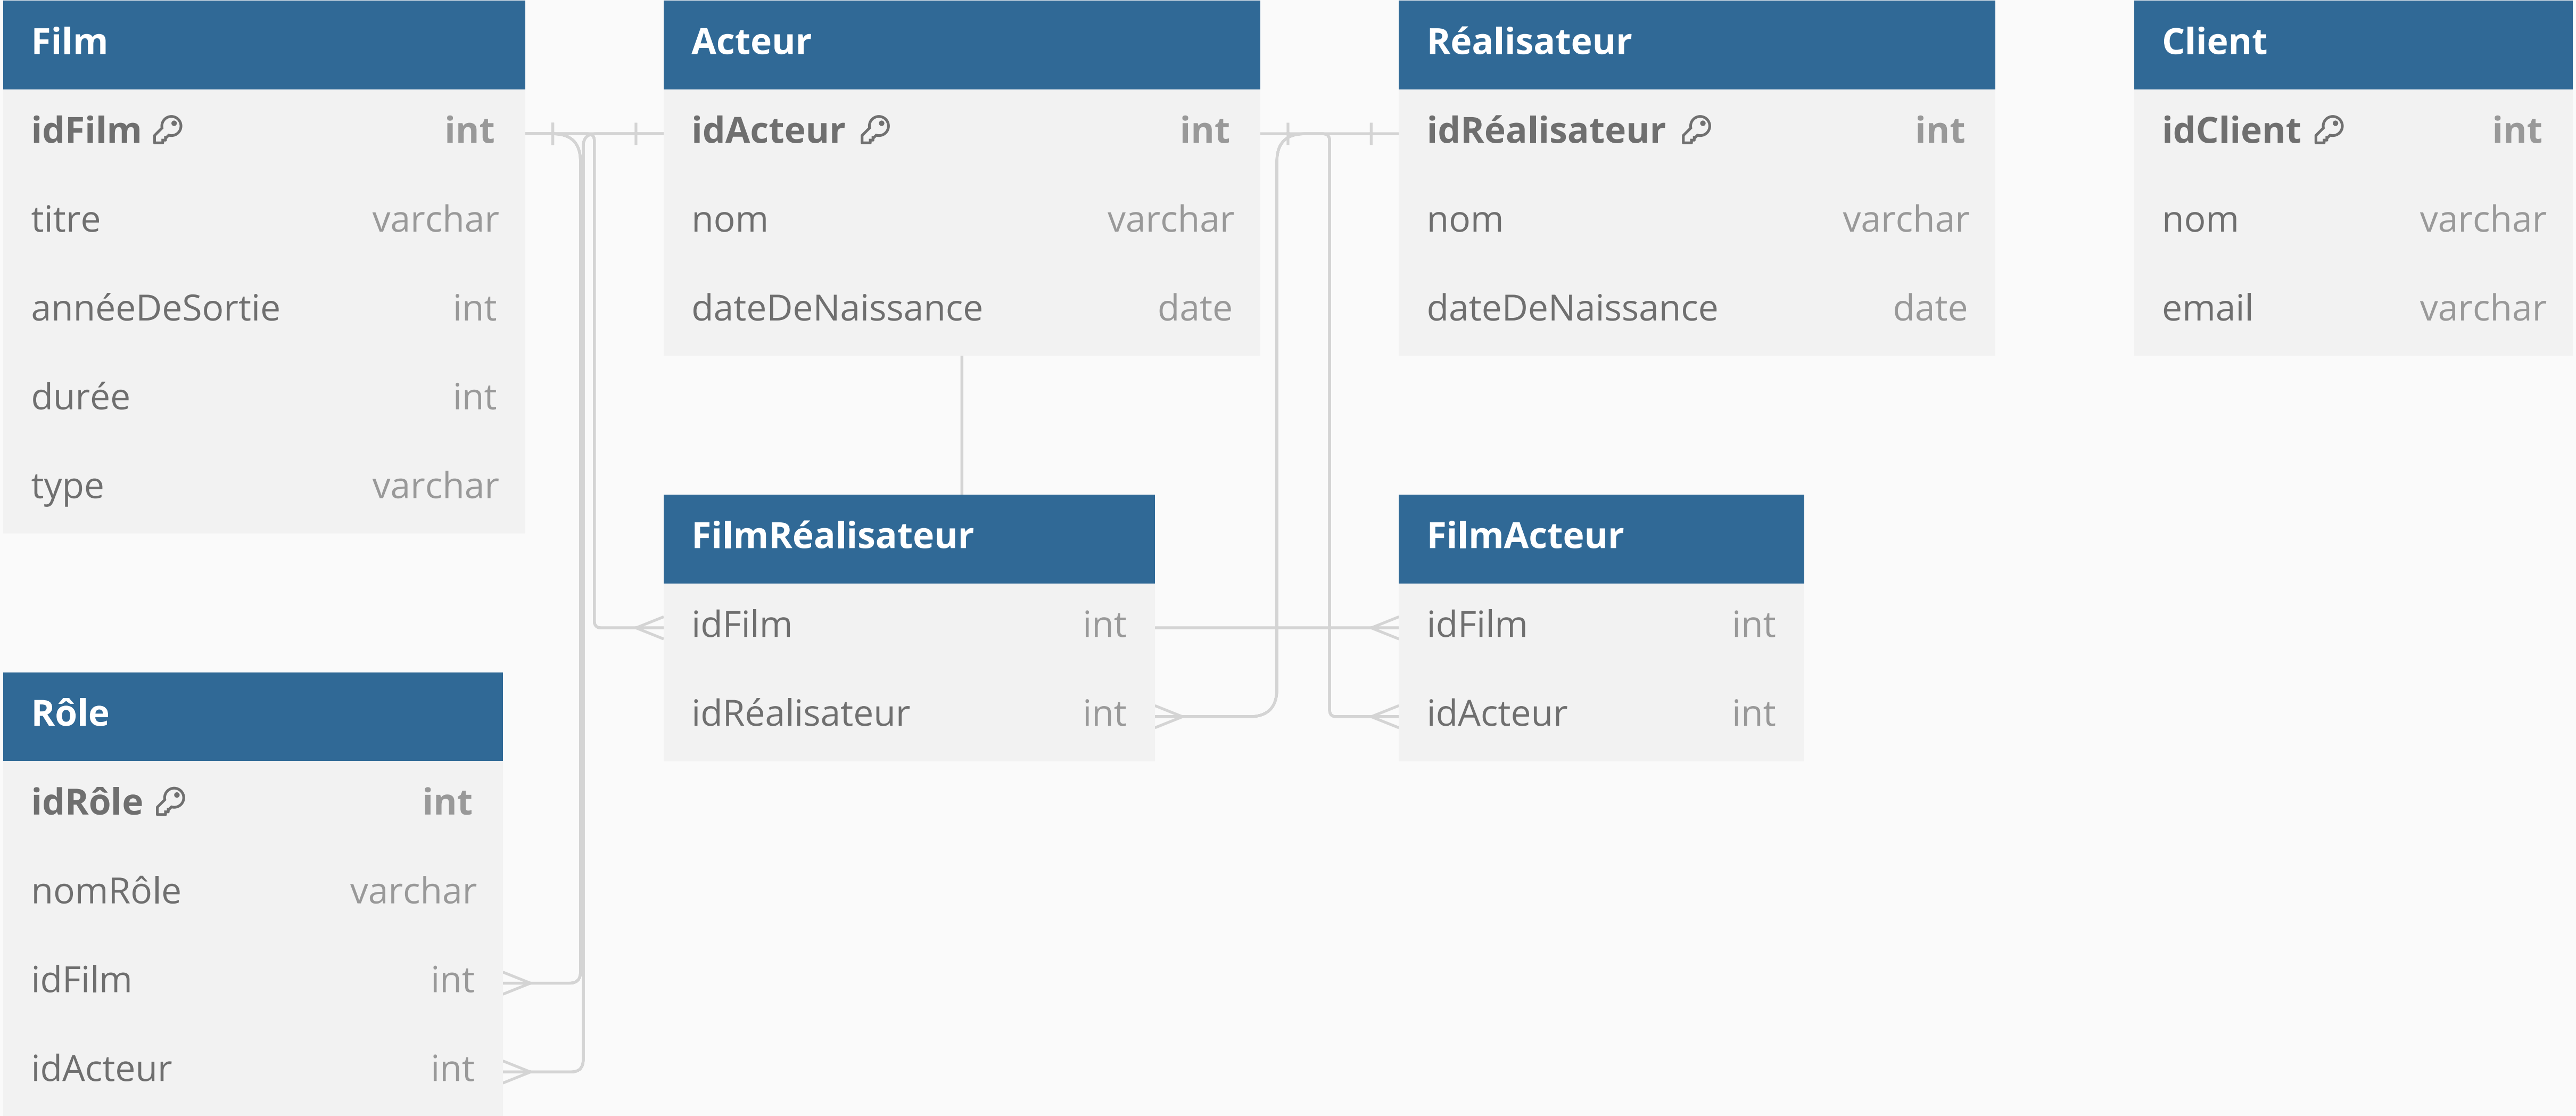 Film
idFilm int
titre varchar
annéeDeSortie int
durée int
type varchar
Acteur
idActeur int
nom varchar
dateDeNaissance date
Réalisateur
idRéalisateur int
nom varchar
dateDeNaissance date
Client
idClient int
nom varchar
email varchar
FilmRéalisateur
idFilm int
idRéalisateur int
FilmActeur
idFilm int
idActeur int
Rôle
idRôle int
nomRôle varchar
idFilm int
idActeur int